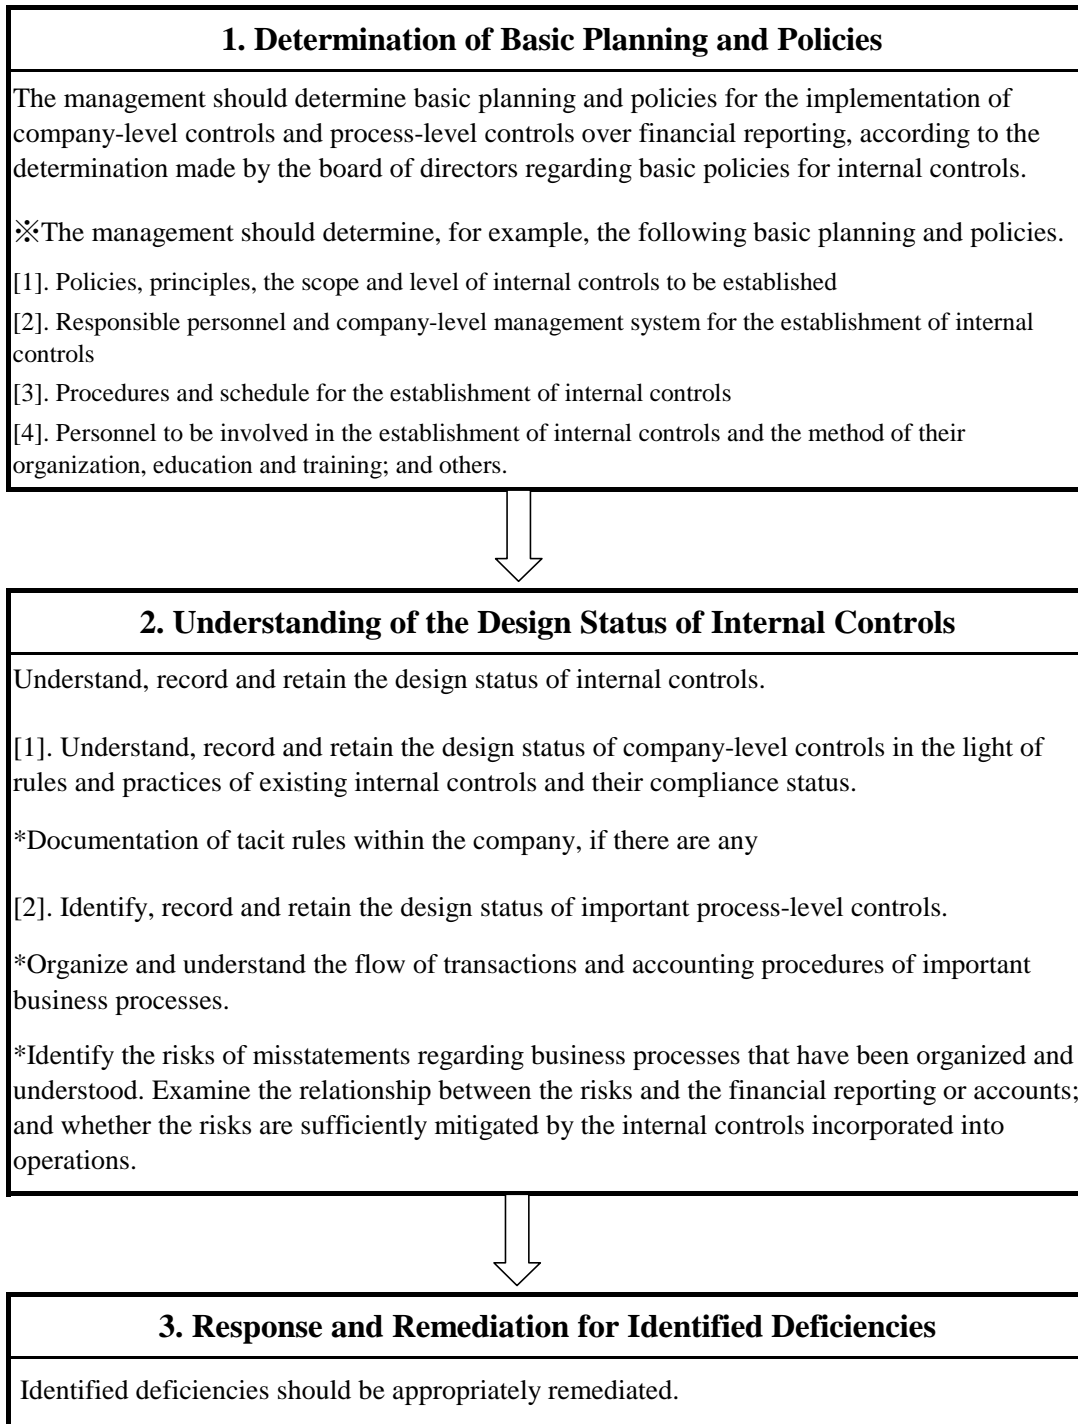 1. Determination of Basic Planning and Policies
The management should determine basic planning and policies for the implementation of
company-level controls and process-level controls over financial reporting, according to the
determination made by the board of directors regarding basic policies for internal controls.
※The management should determine, for example, the following basic planning and policies.
[1]. Policies, principles, the scope and level of internal controls to be established
[2]. Responsible personnel and company-level management system for the establishment of internal
controls
[3]. Procedures and schedule for the establishment of internal controls
[4]. Personnel to be involved in the establishment of internal controls and the method of their
organization, education and training; and others.
2. Understanding of the Design Status of Internal Controls
Understand, record and retain the design status of internal controls.
[1]. Understand, record and retain the design status of company-level controls in the light of
rules and practices of existing internal controls and their compliance status.
*Documentation of tacit rules within the company, if there are any
[2]. Identify, record and retain the design status of important process-level controls.
*Organize and understand the flow of transactions and accounting procedures of important
business processes.
*Identify the risks of misstatements regarding business processes that have been organized and
understood. Examine the relationship between the risks and the financial reporting or accounts;
and whether the risks are sufficiently mitigated by the internal controls incorporated into
operations.
3. Response and Remediation for Identified Deficiencies
Identified deficiencies should be appropriately remediated.